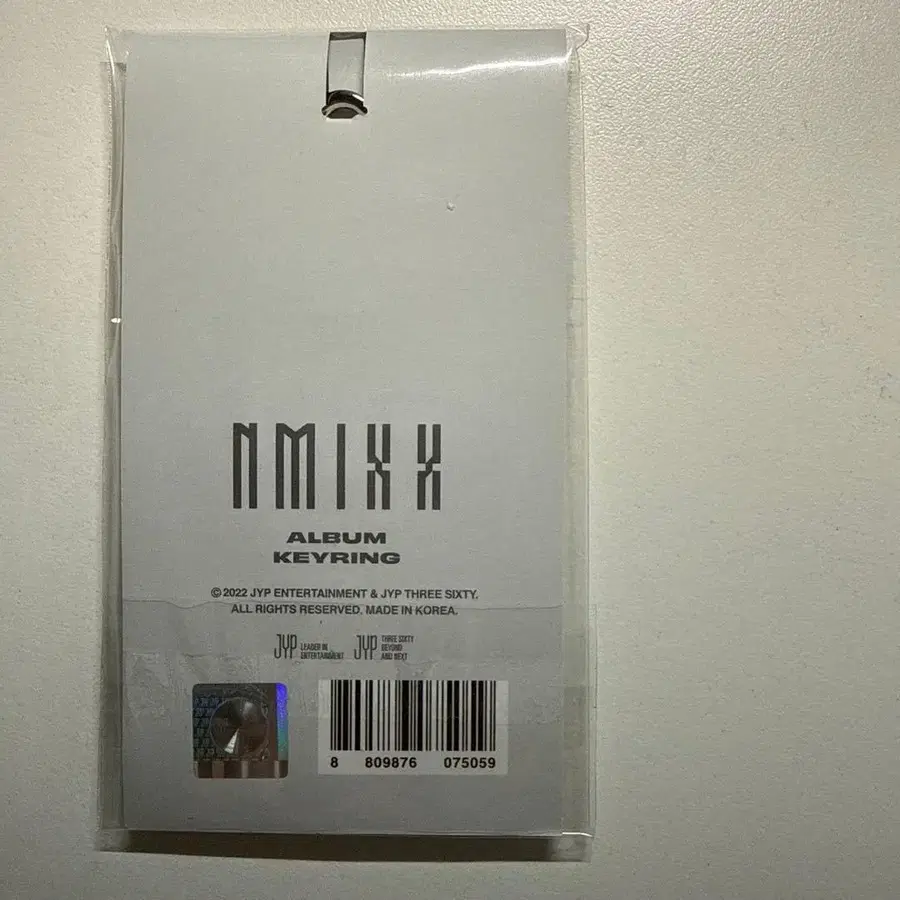 NMIXX
ALBUM
KEYRING
©2022 JYP ENTERTAINMENT & JYP THREE SIXTY.
ALL RIGHTS RESERVED. MADE IN KOREA.
JYP LEADER IN ENTERTAINMENT JYP THREE SIXTY BEYOND AND NEXT
8 809876 075059